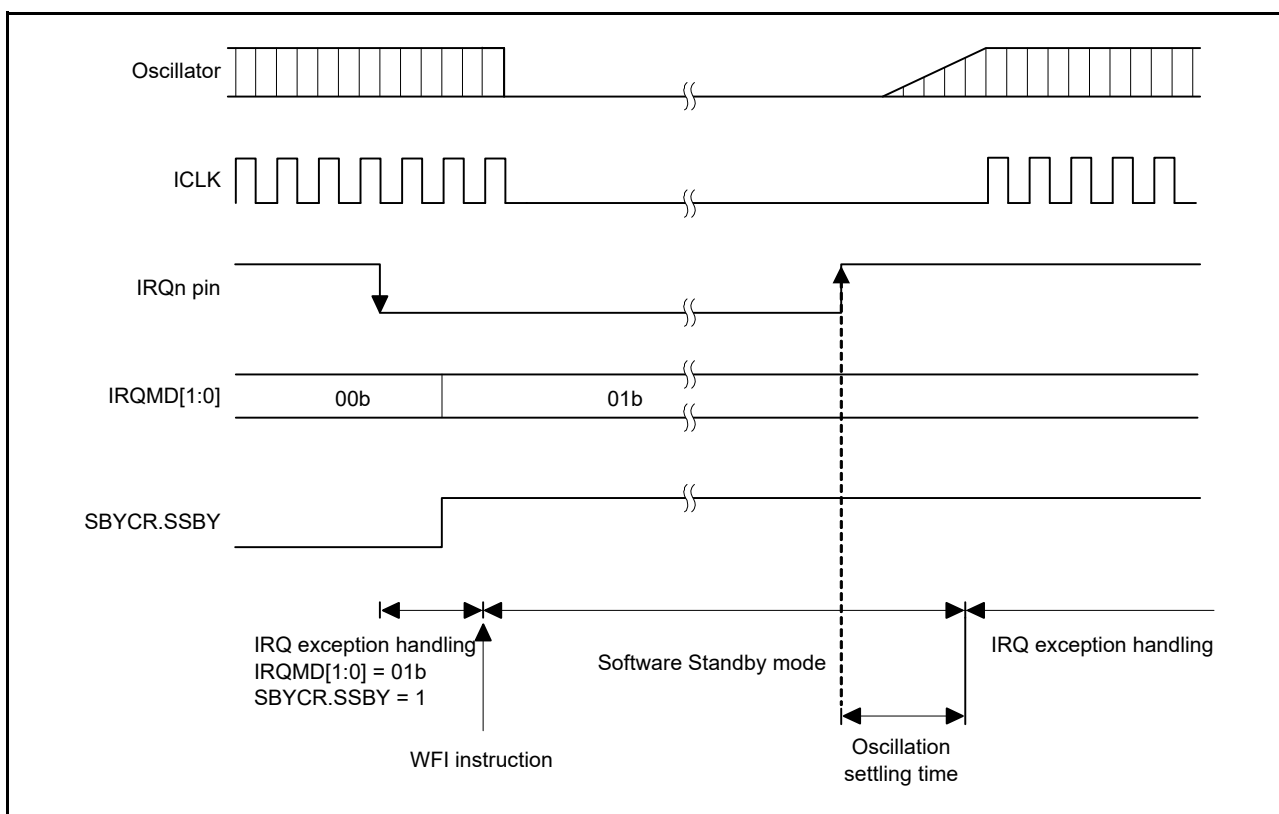 Oscillator
ICLK
IRQn pin
IRQMD[1:0]
00b
01b
SBYCR.SSBY
IRQ exception handling
IRQMD[1:0] = 01b
SBYCR.SSBY = 1
Software Standby mode
IRQ exception handling
WFI instruction
Oscillation
settling time